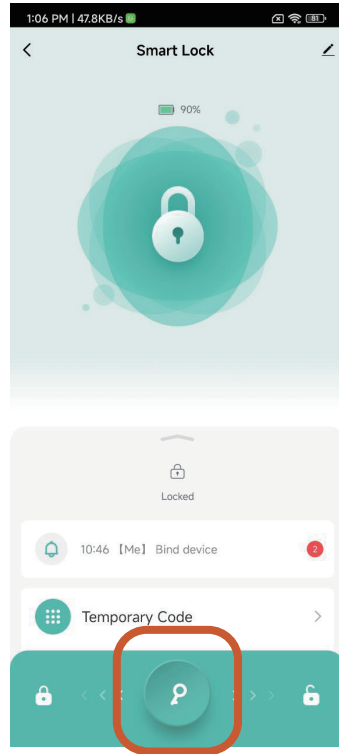 1:06 PM | 47.8KB/s
81
Smart Lock
90%
Locked
10:46 【Me】 Bind device
2
Temporary Code